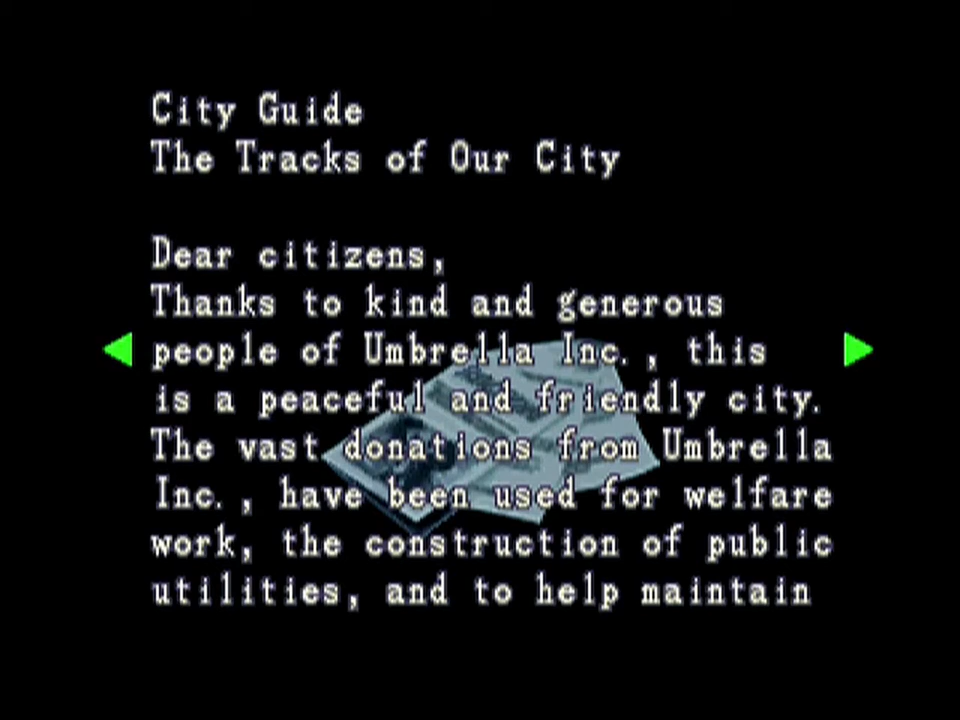 City Guide
The Tracks of Our City
Dear citizens,
Thanks to kind and generous
people of Umbrella Inc., this
is a peaceful and friendly city.
The vast donations from Umbrella
Inc., have been used for welfare
work, the construction of public
utilities, and to help maintain